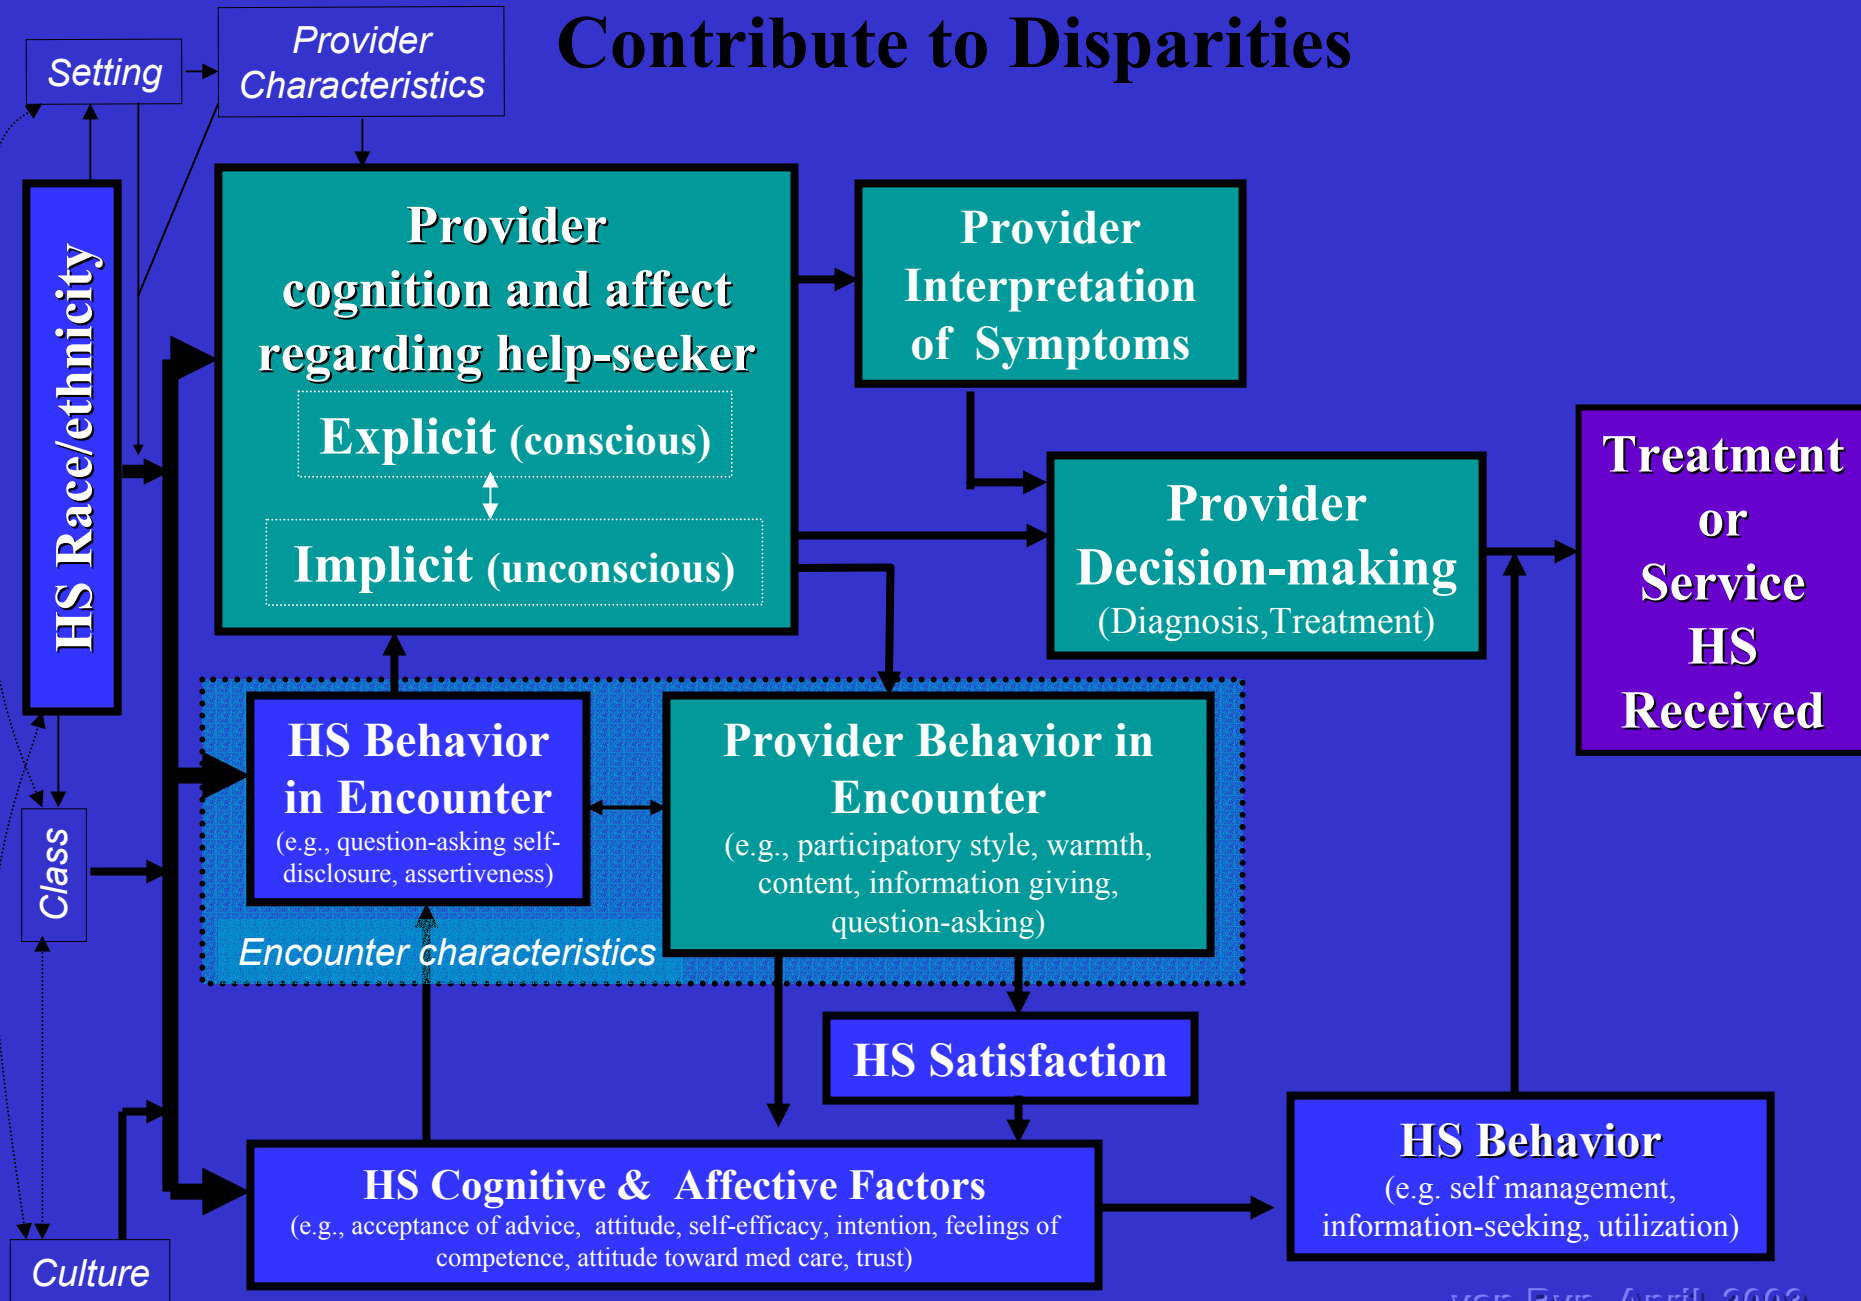 Contribute to Disparities
Setting
Provider
Characteristics
HS Race/ethnicity
Provider
cognition and affect
regarding help-seeker
Explicit (conscious)
Implicit (unconscious)
Provider
Interpretation
of Symptoms
Provider
Decision-making
(Diagnosis,Treatment)
Treatment
or
Service
HS
Received
HS Behavior
in Encounter
(e.g., question-asking self-
disclosure, assertiveness)
Provider Behavior in
Encounter
(e.g., participatory style, warmth,
content, information giving,
question-asking)
Encounter characteristics
Class
HS Satisfaction
HS Cognitive & Affective Factors
(e.g., acceptance of advice, attitude, self-efficacy, intention, feelings of
competence, attitude toward med care, trust)
HS Behavior
(e.g. self management,
information-seeking, utilization)
Culture